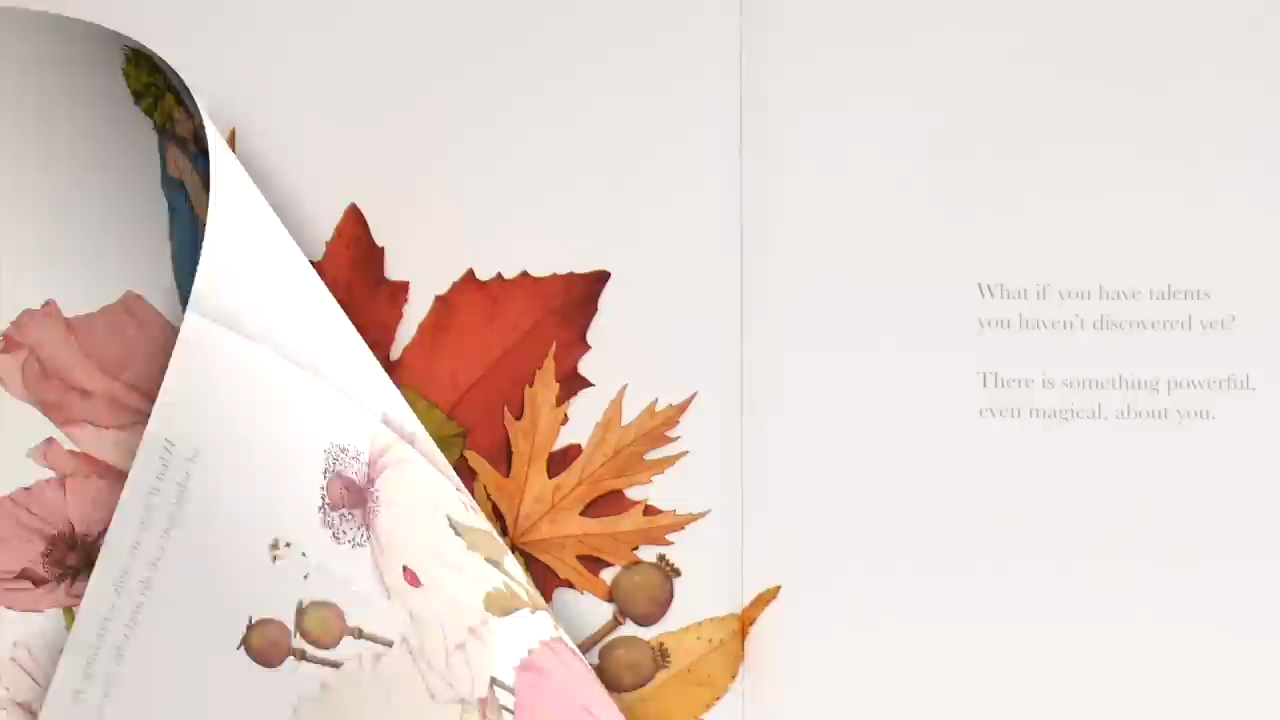 What if you have talents
you haven't discovered yet?
There is something powerful,
even magical, about you.